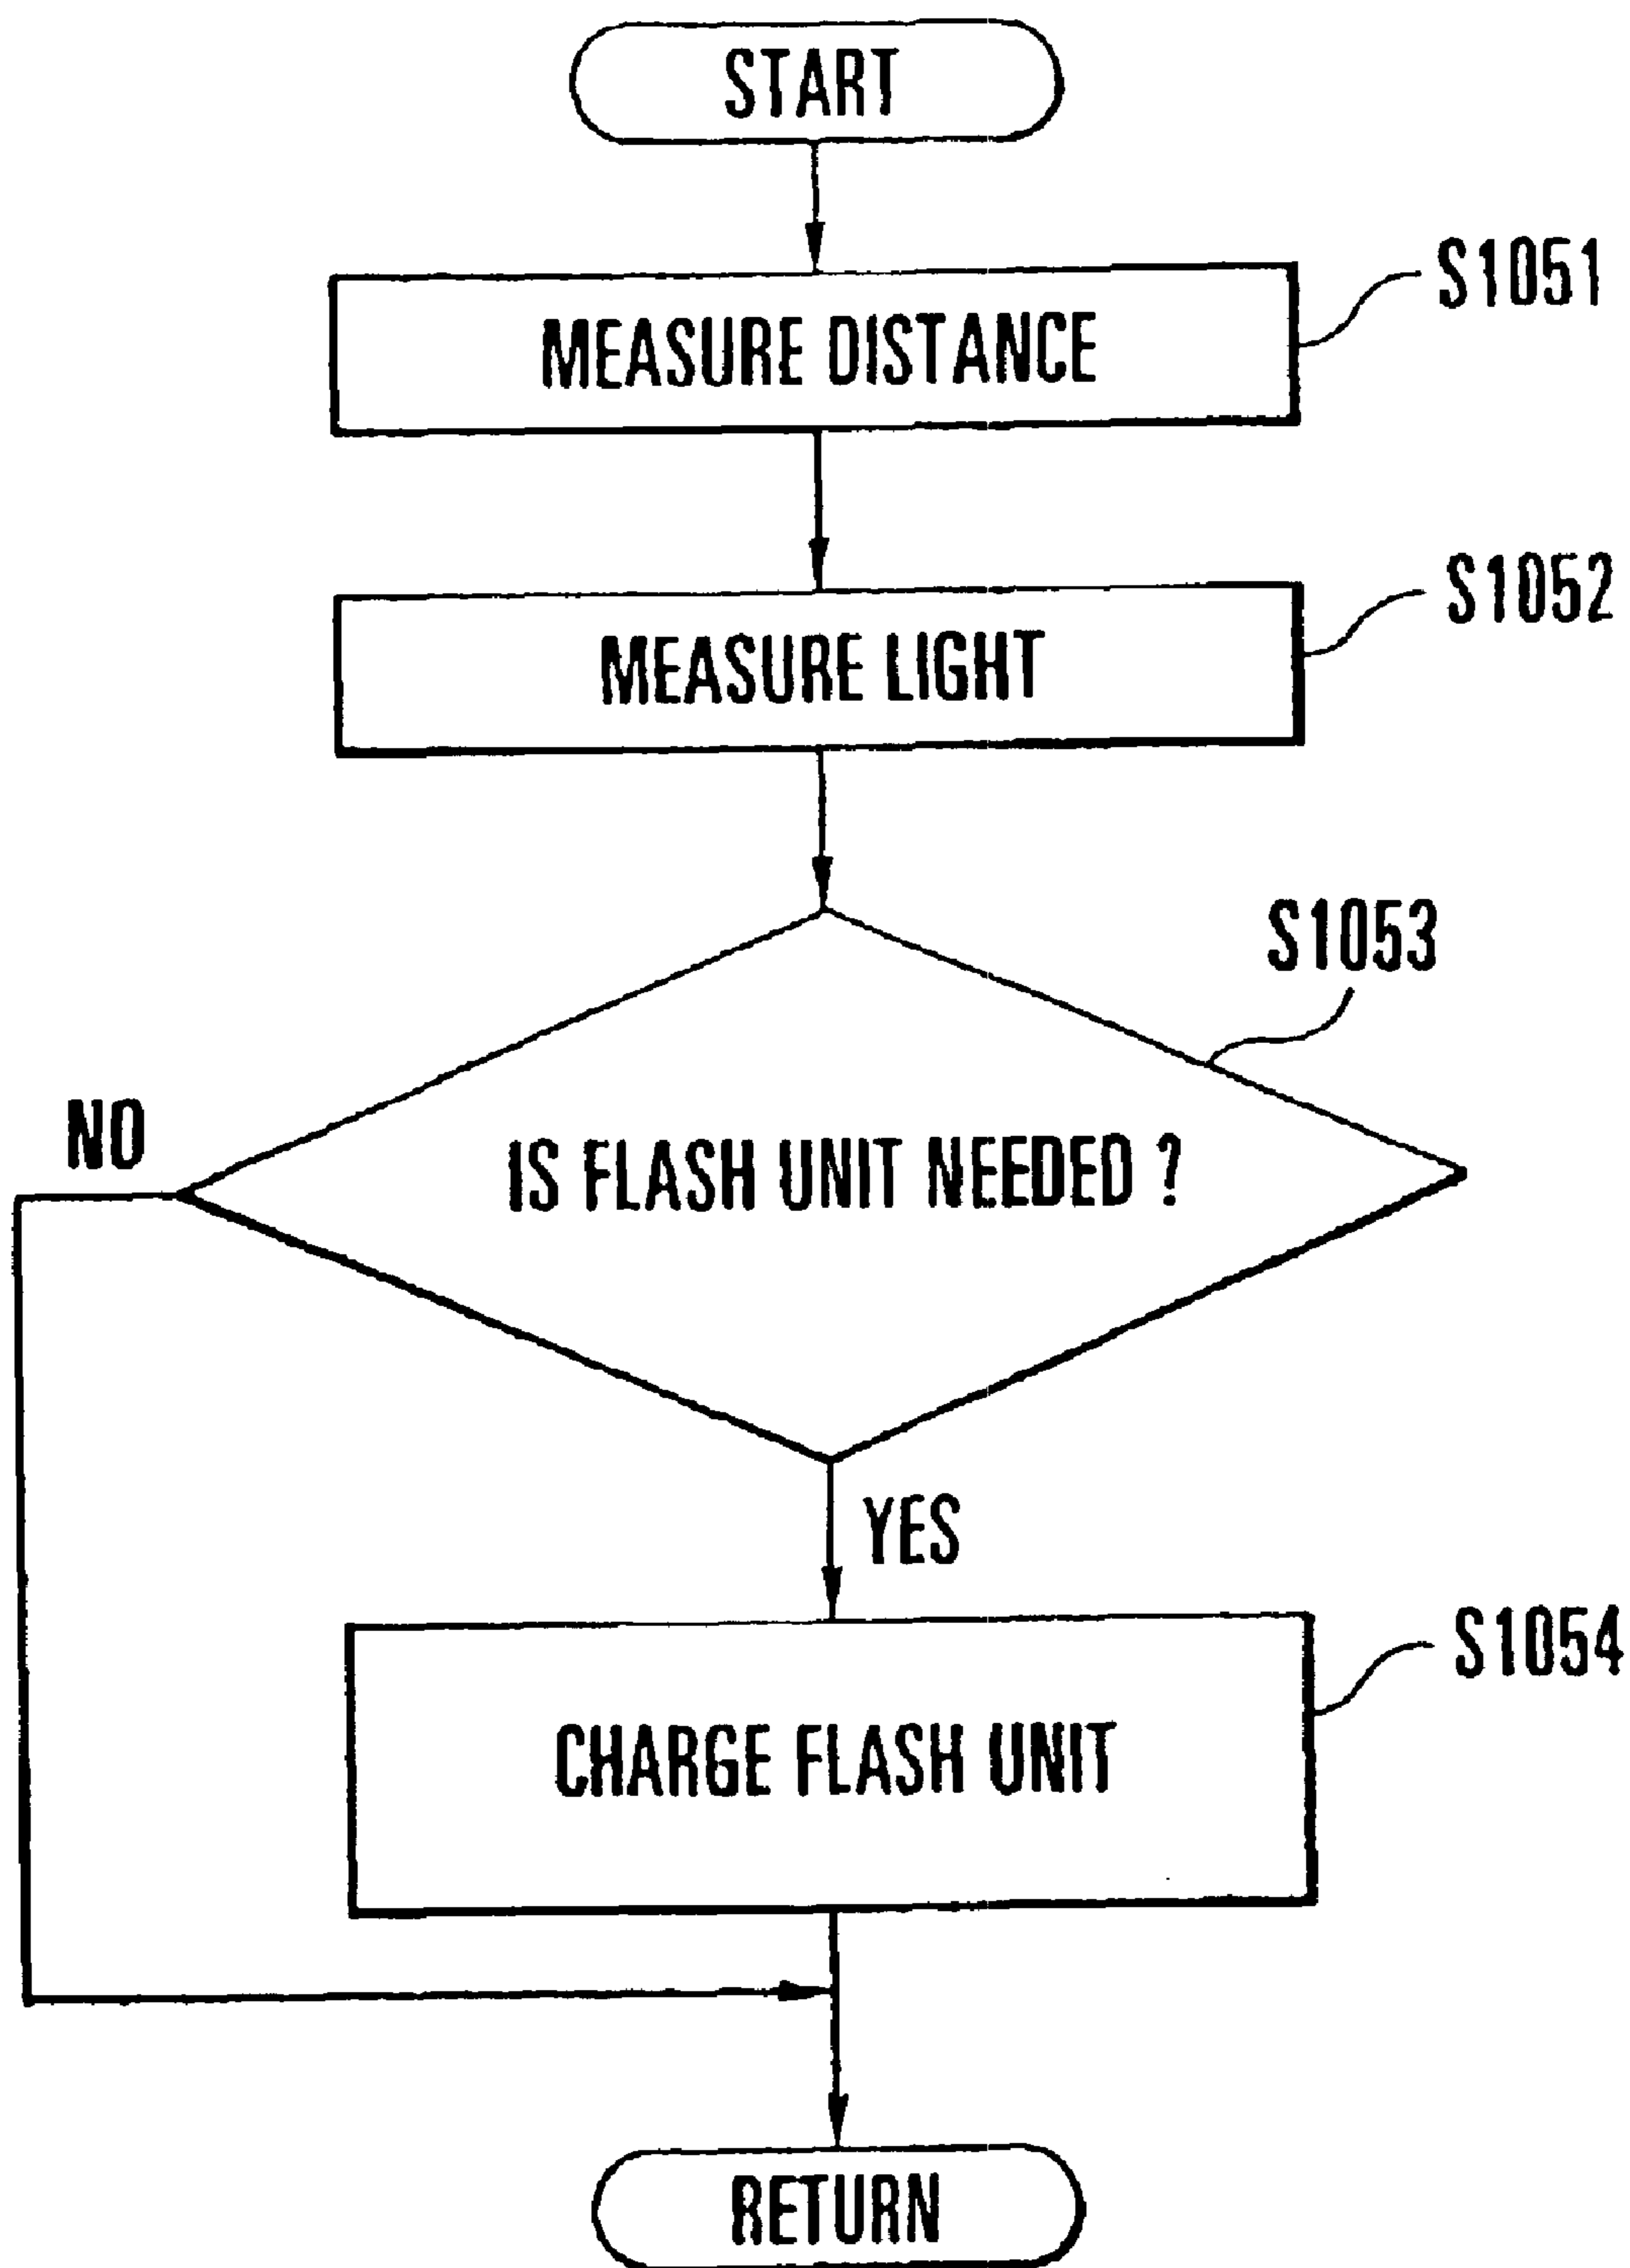 START
MEASURE DISTANCE
S1051
MEASURE LIGHT
S1052
S1053
NO
IS FLASH UNIT NEEDED ?
YES
CHARGE FLASH UNIT
S1054
RETURN